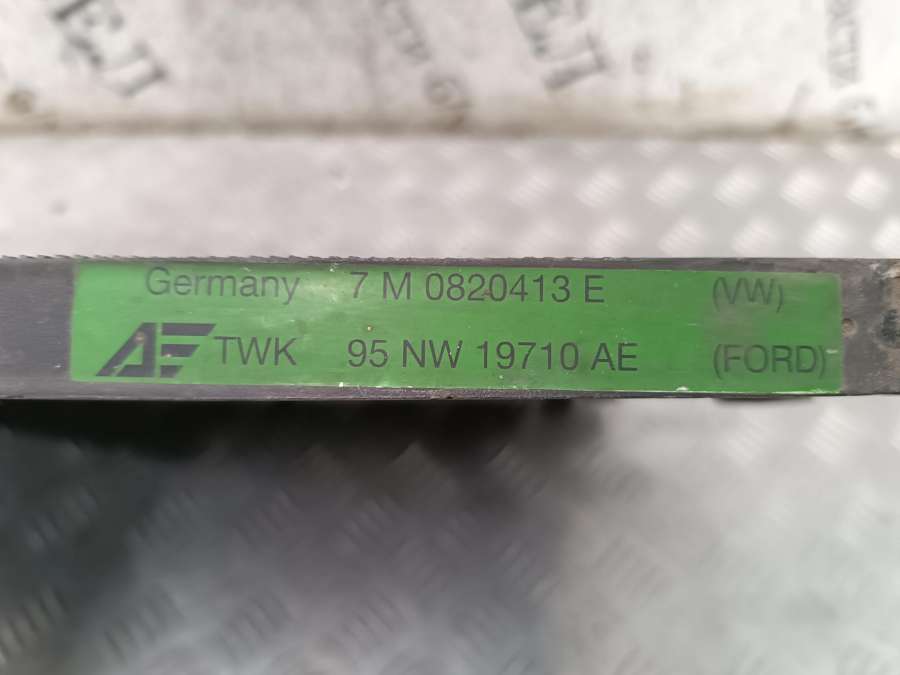 Germany 7 M 0820413 E (VW)
AE TWK 95 NW 19710 AE (FORD)